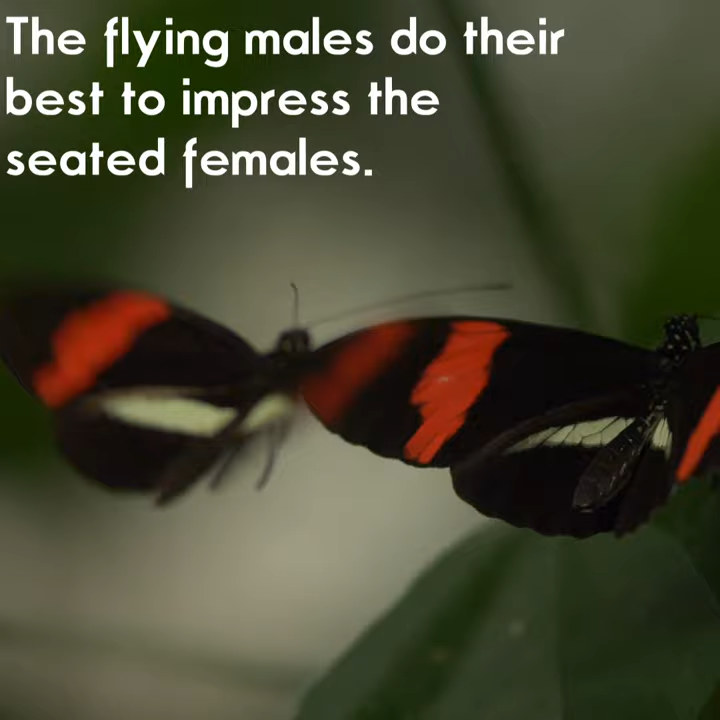 The flying males do their
best to impress the
seated females.